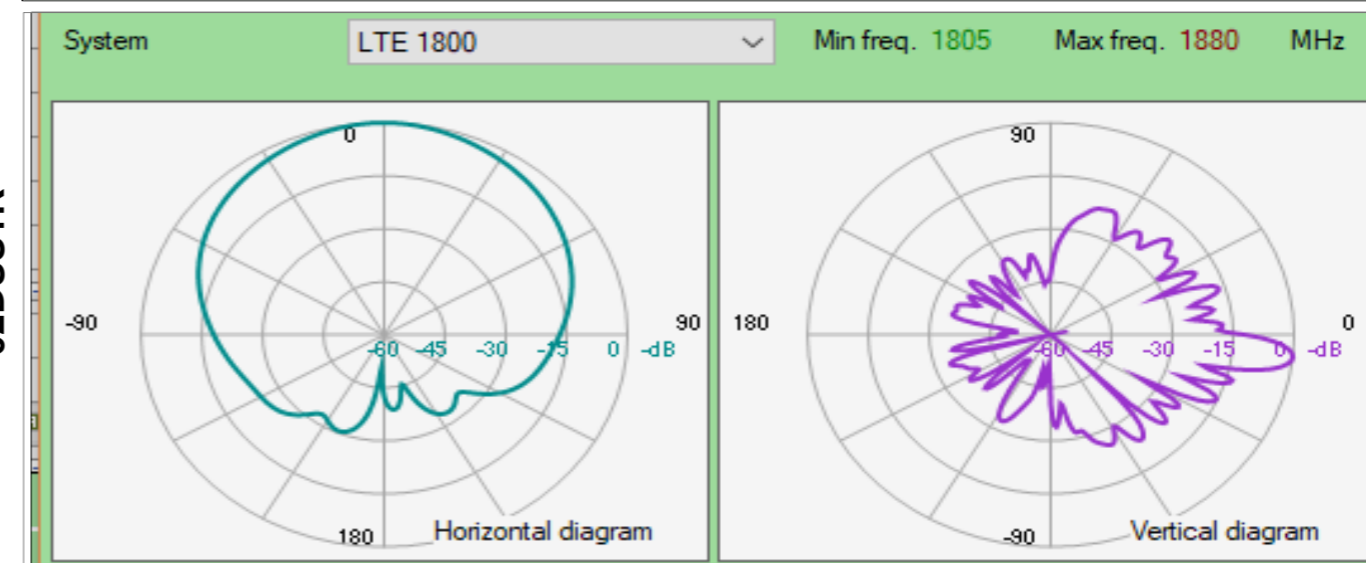 System
LTE 1800
Min freq. 1805 Max freq. 1880 MHz
0
-90
90
-60 -45 -30 -15 0 -dB
180
Horizontal diagram
90
180
0
-60 -45 -30 -15 0 -dB
-90
Vertical diagram